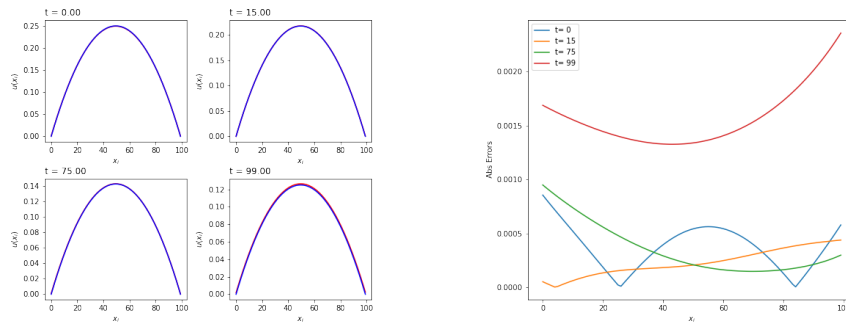 t = 0.00
0.25
0.20
0.15
0.10
0.05
0.00
u(xᵢ)
0 20 40 60 80 100
xᵢ
t = 15.00
0.20
0.15
0.10
0.05
0.00
u(xᵢ)
0 20 40 60 80 100
xᵢ
t = 75.00
0.14
0.12
0.10
0.08
0.06
0.04
0.02
0.00
u(xᵢ)
0 20 40 60 80 100
xᵢ
t = 99.00
0.12
0.10
0.08
0.06
0.04
0.02
0.00
u(xᵢ)
0 20 40 60 80 100
xᵢ
t= 0
t= 15
t= 75
t= 99
0.0020
0.0015
0.0010
0.0005
0.0000
Abs Errors
0 20 40 60 80 10
xᵢ